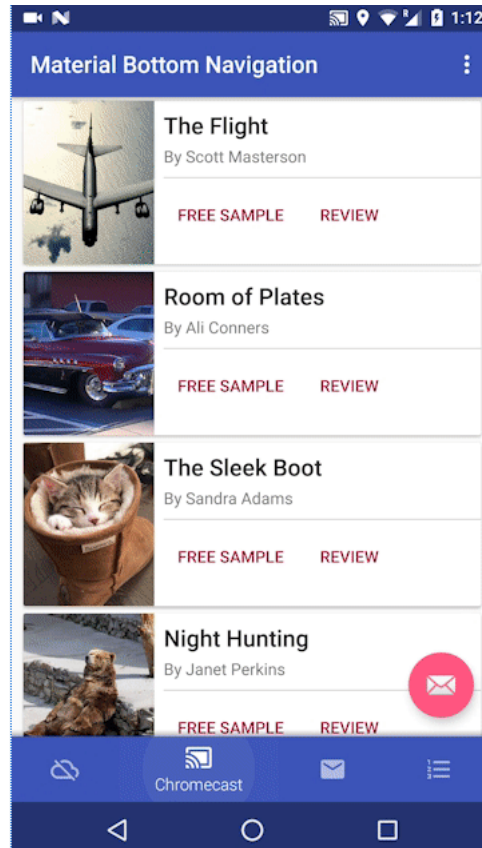 1:12
Material Bottom Navigation
The Flight
By Scott Masterson
FREE SAMPLE REVIEW
Room of Plates
By Ali Conners
FREE SAMPLE REVIEW
The Sleek Boot
By Sandra Adams
FREE SAMPLE REVIEW
Night Hunting
By Janet Perkins
FREE SAMPLE REVIEW
Chromecast